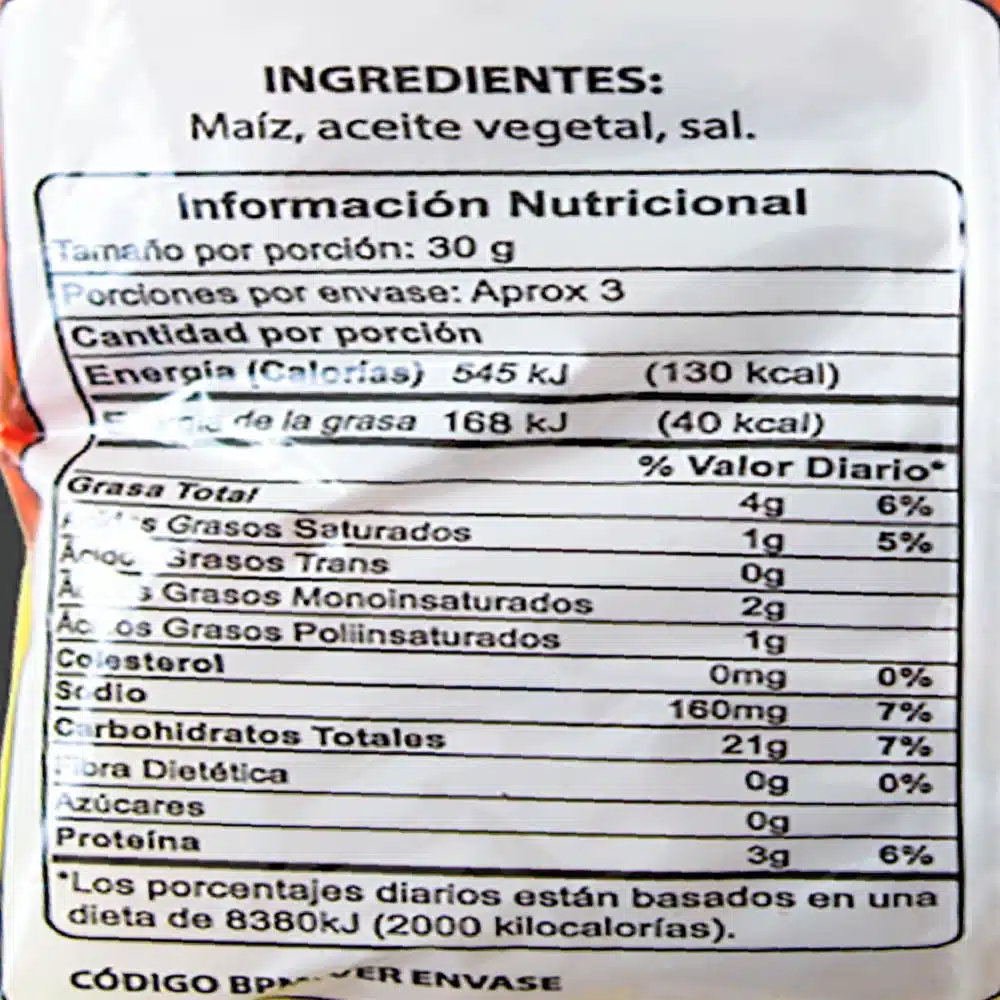 INGREDIENTES:
Maíz, aceite vegetal, sal.
Información Nutricional
Tamaño por porción: 30 g
Porciones por envase: Aprox 3
Cantidad por porción
Energía (Calorías) 545 kJ (130 kcal)
de la grasa 168 kJ (40 kcal)
% Valor Diario*
Grasa Total 4g 6%
Grasos Saturados 1g 5%
Grasos Trans 0g
Grasos Monoinsaturados 2g
Grasos Poliinsaturados 1g
Colesterol 0mg 0%
Sodio 160mg 7%
Carbohidratos Totales 21g 7%
Fibra Dietética 0g 0%
Azúcares 0g
Proteína 3g 6%
*Los porcentajes diarios están basados en una
dieta de 8380kJ (2000 kilocalorías).
CÓDIGO VER ENVASE